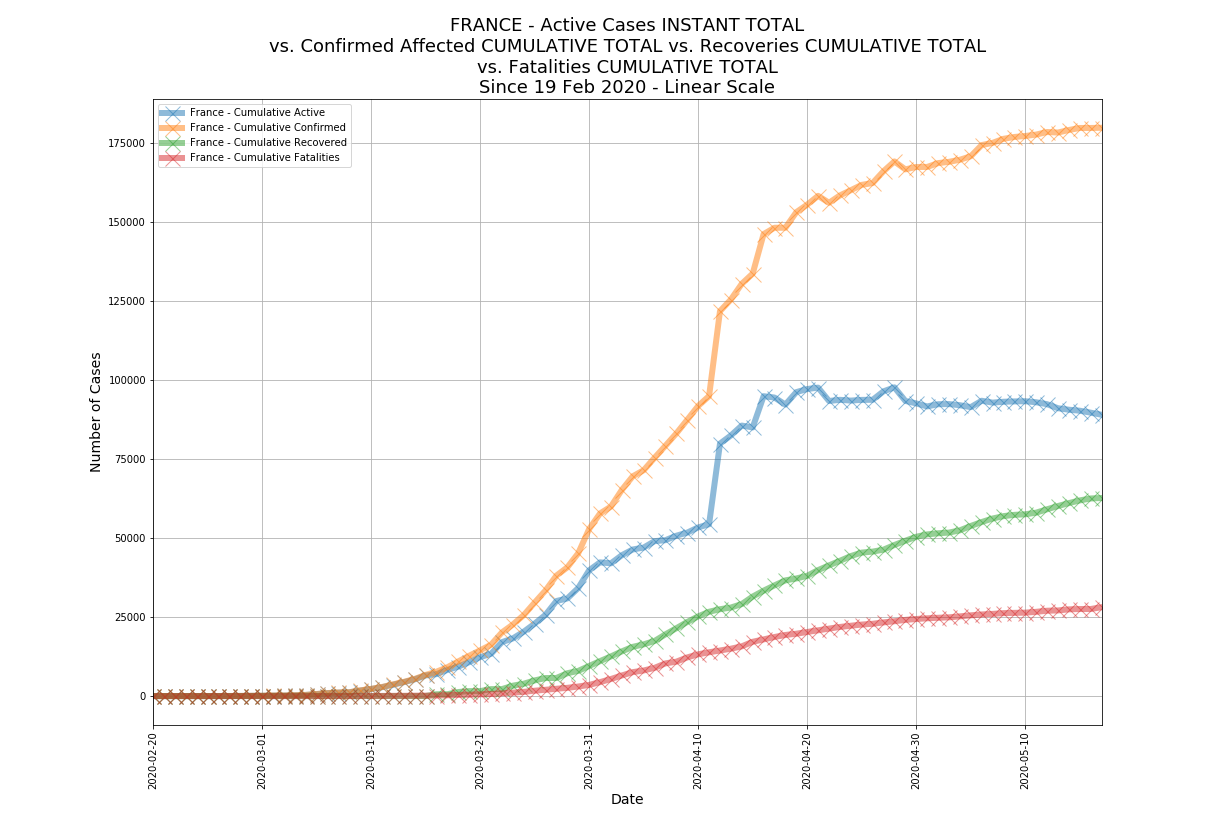 FRANCE - Active Cases INSTANT TOTAL
vs. Confirmed Affected CUMULATIVE TOTAL vs. Recoveries CUMULATIVE TOTAL
vs. Fatalities CUMULATIVE TOTAL
Since 19 Feb 2020 - Linear Scale
France - Cumulative Active
France - Cumulative Confirmed
France - Cumulative Recovered
France - Cumulative Fatalities
Number of Cases
175000
150000
125000
100000
75000
50000
25000
0
2020-02-20
2020-03-01
2020-03-11
2020-03-21
2020-03-31
2020-04-10
2020-04-20
2020-04-30
2020-05-10
Date